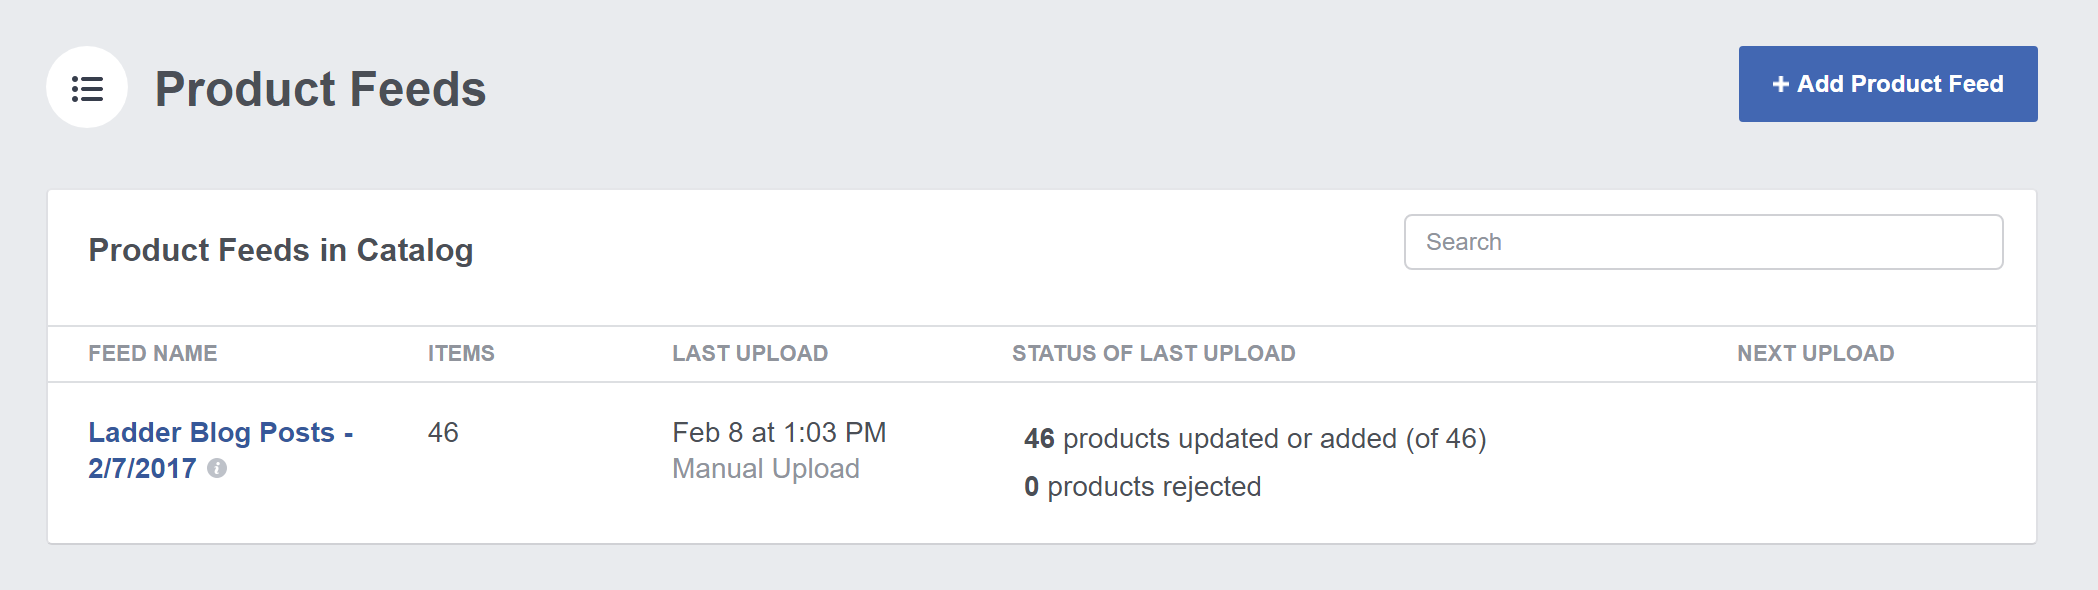 Product Feeds
+ Add Product Feed
Product Feeds in Catalog
Search
FEED NAME ITEMS LAST UPLOAD STATUS OF LAST UPLOAD NEXT UPLOAD
Ladder Blog Posts - 46 Feb 8 at 1:03 PM 46 products updated or added (of 46)
2/7/2017 i Manual Upload 0 products rejected